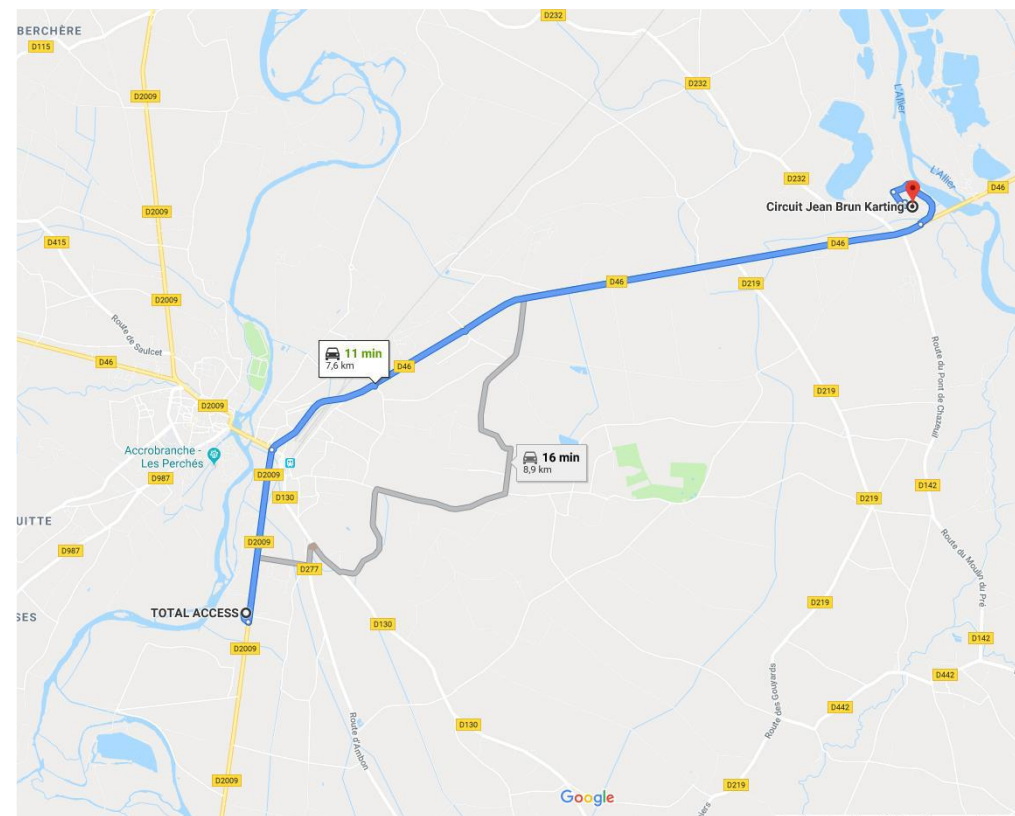 D232
BERCHÈRE
D115
D232
D2009
L'Allier
D232
L'Allier
D46
Circuit Jean Brun Karting
D2009
D415
D46
D46
D219
D2009
Route de Saulcet
11 min
7,6 km
D46
D46
D219
Route du Pont de Chazeuil
D2009
Accrobranche -
Les Perchés
D987
16 min
8,9 km
D2009
D142
D130
D219
UITTE
D2009
D987
Route du Moulin du Pré
D277
TOTAL ACCESS
SES
D219
D130
D142
D2009
D442
Route des Gouyards
D442
Route d'Ambon
D130
D2009
D219
Google